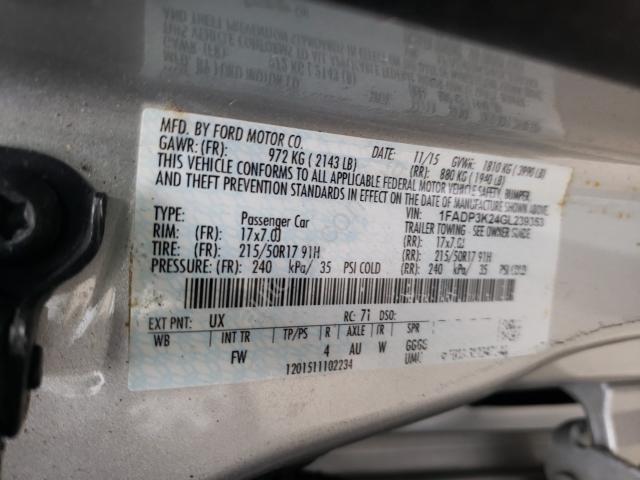 MFD. BY FORD MOTOR CO.
DATE: 11/15 GVWR: 1810 KG ( 3990 LB)
GAWR: (FR): 972 KG ( 2143 LB) (RR): 880 KG ( 1940 LB)
THIS VEHICLE CONFORMS TO ALL APPLICABLE FEDERAL MOTOR VEHICLE SAFETY, BUMPER,
AND THEFT PREVENTION STANDARDS IN EFFECT ON THE DATE OF MANUFACTURE SHOWN ABOVE.
VIN: 1FADP3K24GL239353
TYPE: Passenger Car TRAILER TOWING - SEE OWNER GUIDE
RIM: (FR): 17x7.0J (RR): 17x7.0J
TIRE: (FR): 215/50R17 91H (RR): 215/50R17 91H
PRESSURE: (FR): 240 kPa/ 35 PSI COLD (RR): 240 kPa/ 35 PSI COLD
EXT PNT: UX RC: 71 DSO:
WB INT TR TP/PS R AXLE TR SPR
FW 4 AU W GGGS
1201511102234